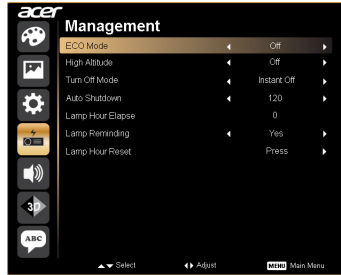 acer
Management
ECO Mode Off
High Altitude Off
Turn Off Mode Instant Off
Auto Shutdown 120
Lamp Hour Elapse 0
Lamp Reminding Yes
Lamp Hour Reset Press
3D
ABC
Select Adjust MENU Main Menu